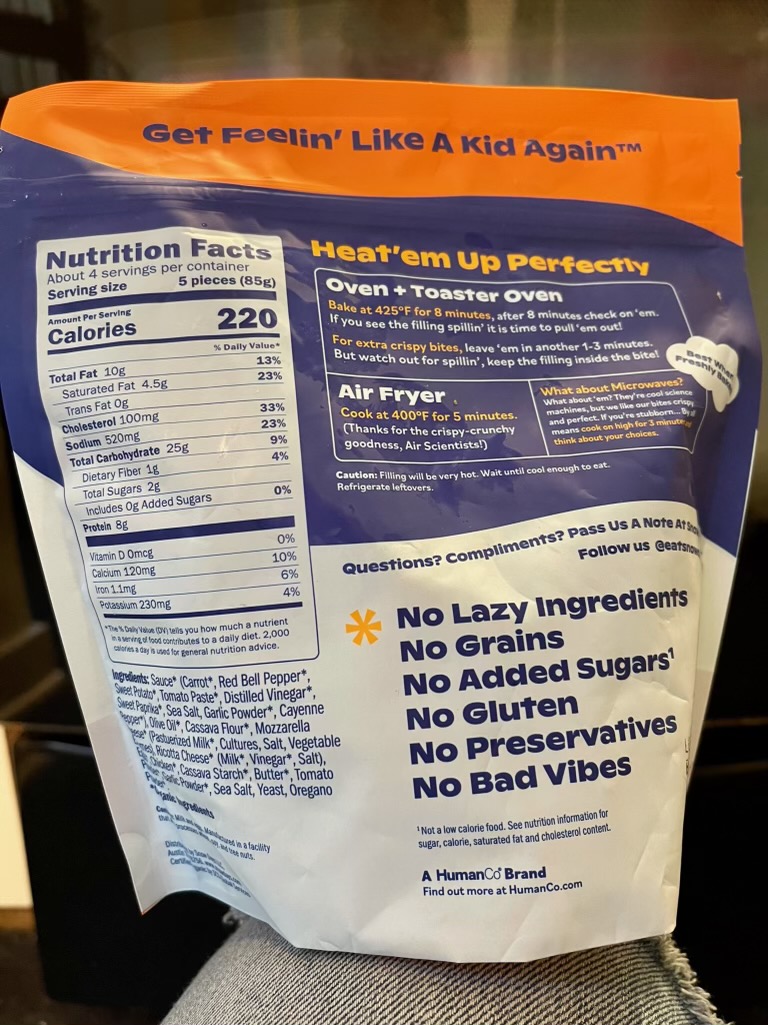 Get Feelin' Like A Kid Again™
Nutrition Facts
About 4 servings per container
Serving size 5 pieces (85g)
Amount Per Serving
Calories 220
% Daily Value*
Total Fat 10g 13%
Saturated Fat 4.5g 23%
Trans Fat 0g
Cholesterol 100mg 33%
Sodium 520mg 23%
Total Carbohydrate 25g 9%
Dietary Fiber 1g 4%
Total Sugars 2g
Includes 0g Added Sugars 0%
Protein 8g
Vitamin D 0mcg 0%
Calcium 120mg 10%
Iron 1.1mg 6%
Potassium 230mg 4%
*The % Daily Value (DV) tells you how much a nutrient
in a serving of food contributes to a daily diet. 2,000
calories a day is used for general nutrition advice.
Ingredients: Sauce* (Carrot*, Red Bell Pepper*,
Sweet Potato*, Tomato Paste*, Distilled Vinegar*,
Sweet Paprika*, Sea Salt, Garlic Powder*, Cayenne
Pepper*), Olive Oil*, Cassava Flour*, Mozzarella
(Pasteurized Milk*, Cultures, Salt, Vegetable
Ricotta Cheese* (Milk*, Vinegar*, Salt),
Chicken*, Cassava Starch*, Butter*, Tomato
Garlic Powder*, Sea Salt, Yeast, Oregano
Ingredients
Manufactured in a facility
tree nuts.
Heat'em Up Perfectly
Oven + Toaster Oven
Bake at 425°F for 8 minutes, after 8 minutes check on 'em.
If you see the filling spillin' it is time to pull 'em out!
For extra crispy bites, leave 'em in another 1-3 minutes.
But watch out for spillin', keep the filling inside the bite!
Best When
Freshly
Air Fryer
Cook at 400°F for 5 minutes.
(Thanks for the crispy-crunchy
goodness, Air Scientists!)
What about Microwaves?
What about 'em? They're cool science
machines, but we like our bites crispy
and perfect. If you're stubborn... By
means cook on high for 3 minutes
think about your choices.
Caution: Filling will be very hot. Wait until cool enough to eat.
Refrigerate leftovers.
Questions? Compliments? Pass Us A Note At
Follow us
* No Lazy Ingredients
No Grains
No Added Sugars¹
No Gluten
No Preservatives
No Bad Vibes
¹Not a low calorie food. See nutrition information for
sugar, calorie, saturated fat and cholesterol content.
A HumanCo Brand
Find out more at HumanCo.com